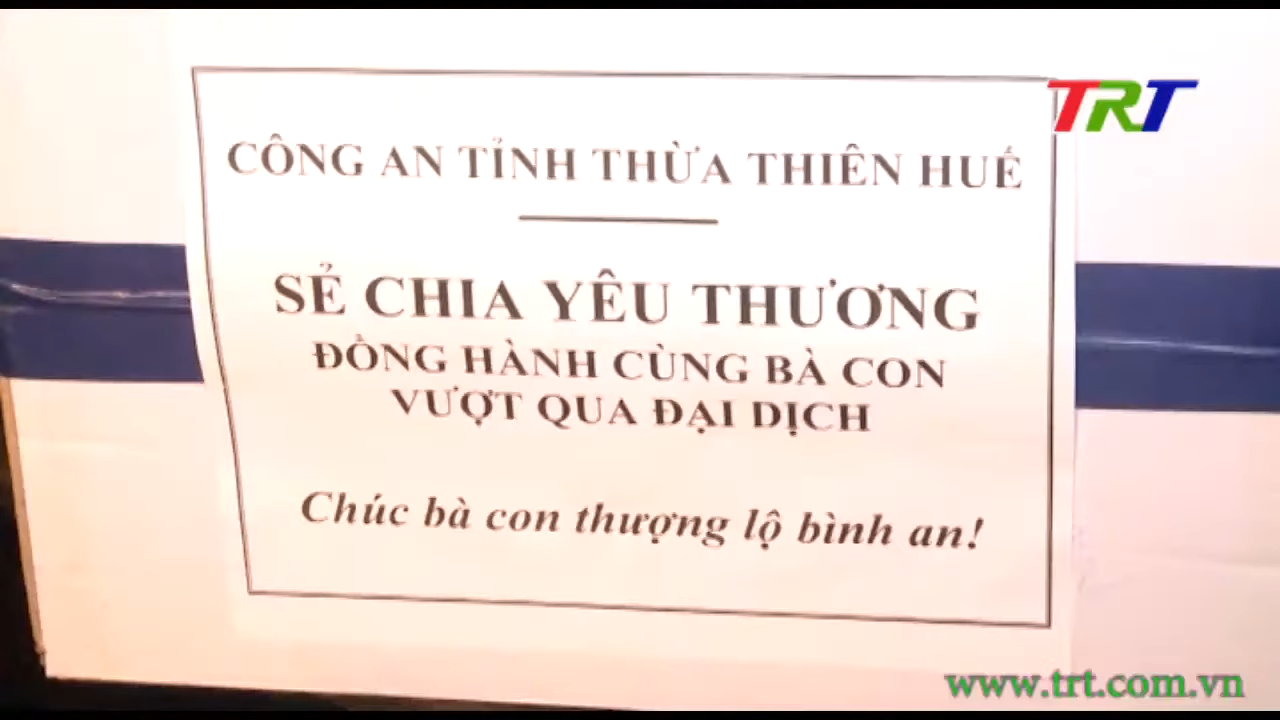 TRT
CÔNG AN TỈNH THỪA THIÊN HUẾ
SẺ CHIA YÊU THƯƠNG
ĐỒNG HÀNH CÙNG BÀ CON
VƯỢT QUA ĐẠI DỊCH
Chúc bà con thượng lộ bình an!
www.trt.com.vn